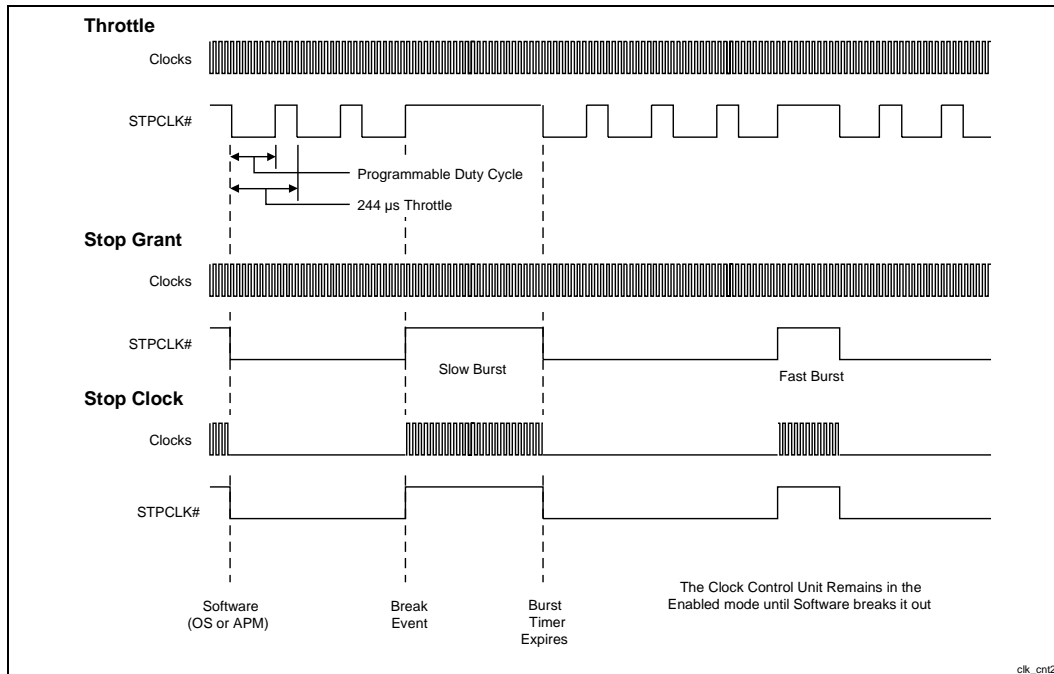 Throttle
Clocks
STPCLK#
Programmable Duty Cycle
244 µs Throttle
Stop Grant
Clocks
STPCLK#
Slow Burst
Fast Burst
Stop Clock
Clocks
STPCLK#
Software
(OS or APM)
Break
Event
Burst
Timer
Expires
The Clock Control Unit Remains in the
Enabled mode until Software breaks it out
clk_cnt2